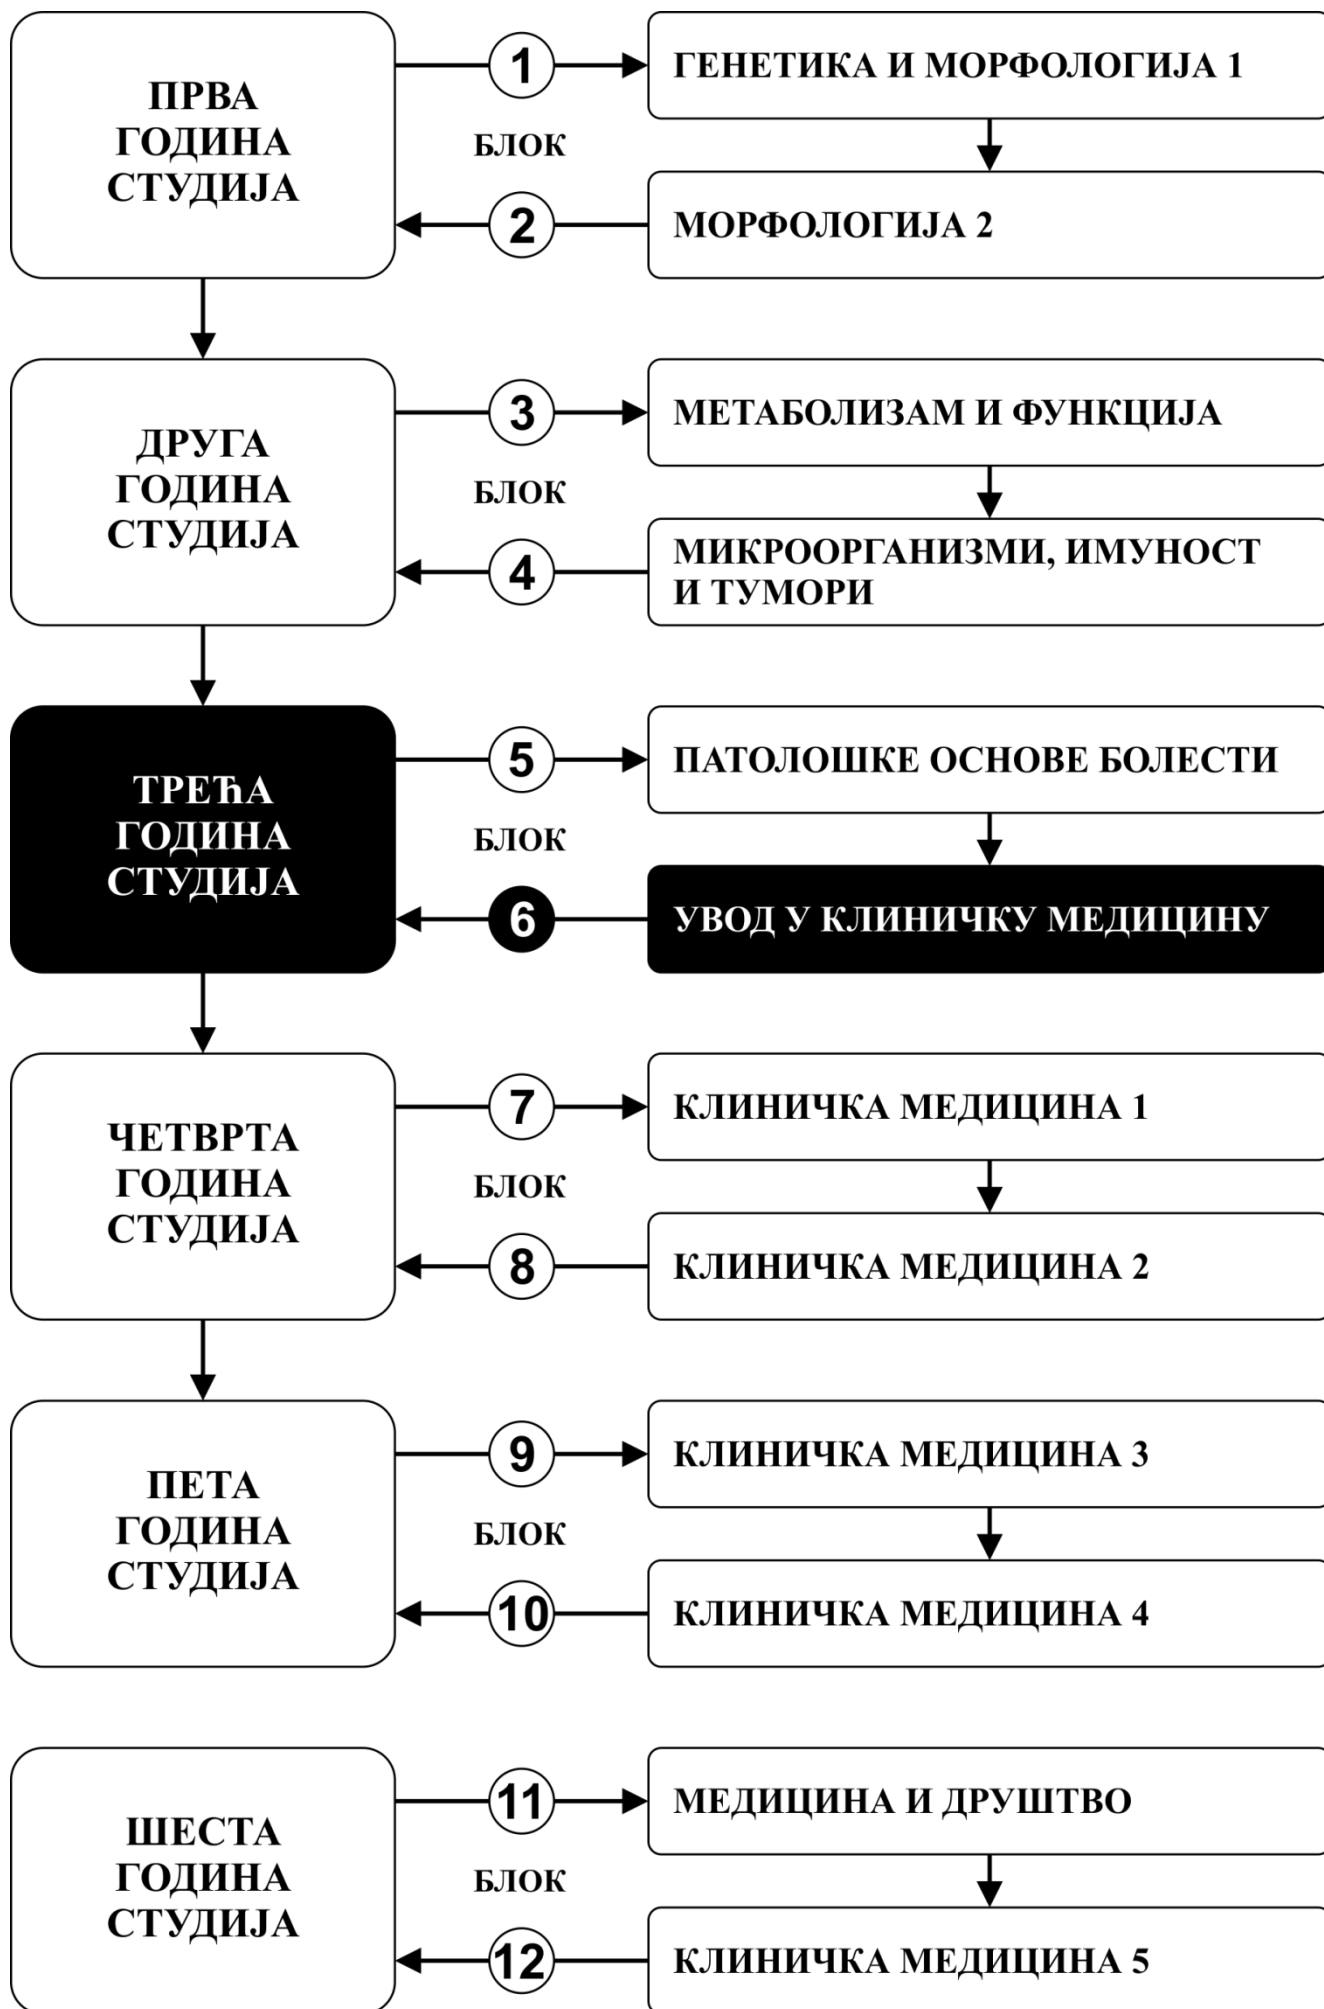 ПРВА
ГОДИНА
СТУДИЈА
1
ГЕНЕТИКА И МОРФОЛОГИЈА 1
БЛОК
2
МОРФОЛОГИЈА 2
ДРУГА
ГОДИНА
СТУДИЈА
3
МЕТАБОЛИЗАМ И ФУНКЦИЈА
БЛОК
4
МИКРООРГАНИЗМИ, ИМУНОСТ
И ТУМОРИ
ТРЕЋА
ГОДИНА
СТУДИЈА
5
ПАТОЛОШКЕ ОСНОВЕ БОЛЕСТИ
БЛОК
6
УВОД У КЛИНИЧКУ МЕДИЦИНУ
ЧЕТВРТА
ГОДИНА
СТУДИЈА
7
КЛИНИЧКА МЕДИЦИНА 1
БЛОК
8
КЛИНИЧКА МЕДИЦИНА 2
ПЕТА
ГОДИНА
СТУДИЈА
9
КЛИНИЧКА МЕДИЦИНА 3
БЛОК
10
КЛИНИЧКА МЕДИЦИНА 4
ШЕСТА
ГОДИНА
СТУДИЈА
11
МЕДИЦИНА И ДРУШТВО
БЛОК
12
КЛИНИЧКА МЕДИЦИНА 5